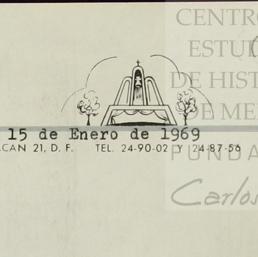 CENTRO
ESTU
DE HIST
DE ME
FUNDA
Carlos
15 de Enero de 1969
CAN 21, D. F. TEL. 24-90-02 Y 24-87-56